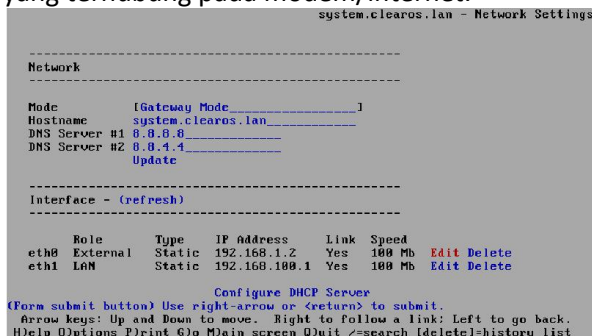 yang terhubung pada modem/internet.
system.clearos.lan - Network Settings
Network
Mode [Gateway Mode__________________]
Hostname system.clearos.lan____________
DNS Server #1 8.8.8.8_____________
DNS Server #2 8.8.4.4_____________
Update
Interface - (refresh)
Role Type IP Address Link Speed
eth0 External Static 192.168.1.2 Yes 100 Mb Edit Delete
eth1 LAN Static 192.168.100.1 Yes 100 Mb Edit Delete
Configure DHCP Server
(Form submit button) Use right-arrow or <return> to submit.
Arrow keys: Up and Down to move. Right to follow a link; Left to go back.
H)elp O)ptions P)rint G)o M)ain screen Q)uit /=search [delete]=history list